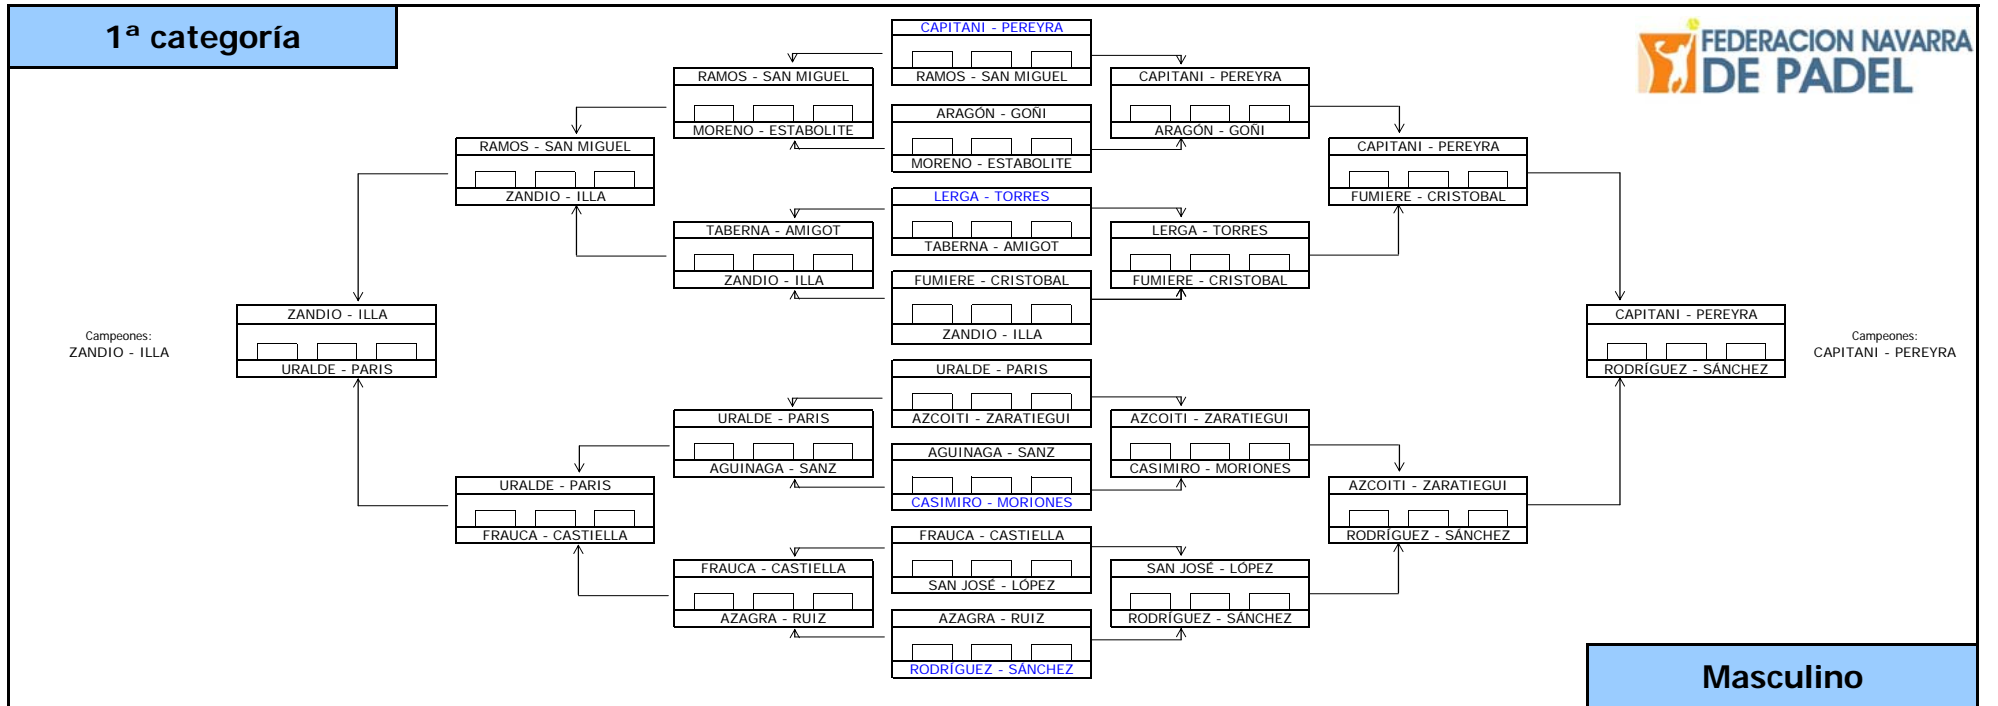 1ª categoría
FEDERACION NAVARRA
DE PADEL
CAPITANI - PEREYRA
RAMOS - SAN MIGUEL
ARAGÓN - GOÑI
MORENO - ESTABOLITE
LERGA - TORRES
TABERNA - AMIGOT
FUMIERE - CRISTOBAL
ZANDIO - ILLA
URALDE - PARIS
AZCOITI - ZARATIEGUI
AGUINAGA - SANZ
CASIMIRO - MORIONES
FRAUCA - CASTIELLA
SAN JOSÉ - LÓPEZ
AZAGRA - RUIZ
RODRÍGUEZ - SÁNCHEZ
RAMOS - SAN MIGUEL
MORENO - ESTABOLITE
TABERNA - AMIGOT
ZANDIO - ILLA
URALDE - PARIS
AGUINAGA - SANZ
FRAUCA - CASTIELLA
AZAGRA - RUIZ
RAMOS - SAN MIGUEL
ZANDIO - ILLA
URALDE - PARIS
FRAUCA - CASTIELLA
ZANDIO - ILLA
URALDE - PARIS
Campeones:
ZANDIO - ILLA
CAPITANI - PEREYRA
ARAGÓN - GOÑI
LERGA - TORRES
FUMIERE - CRISTOBAL
AZCOITI - ZARATIEGUI
CASIMIRO - MORIONES
SAN JOSÉ - LÓPEZ
RODRÍGUEZ - SÁNCHEZ
CAPITANI - PEREYRA
FUMIERE - CRISTOBAL
AZCOITI - ZARATIEGUI
RODRÍGUEZ - SÁNCHEZ
CAPITANI - PEREYRA
RODRÍGUEZ - SÁNCHEZ
Campeones:
CAPITANI - PEREYRA
Masculino